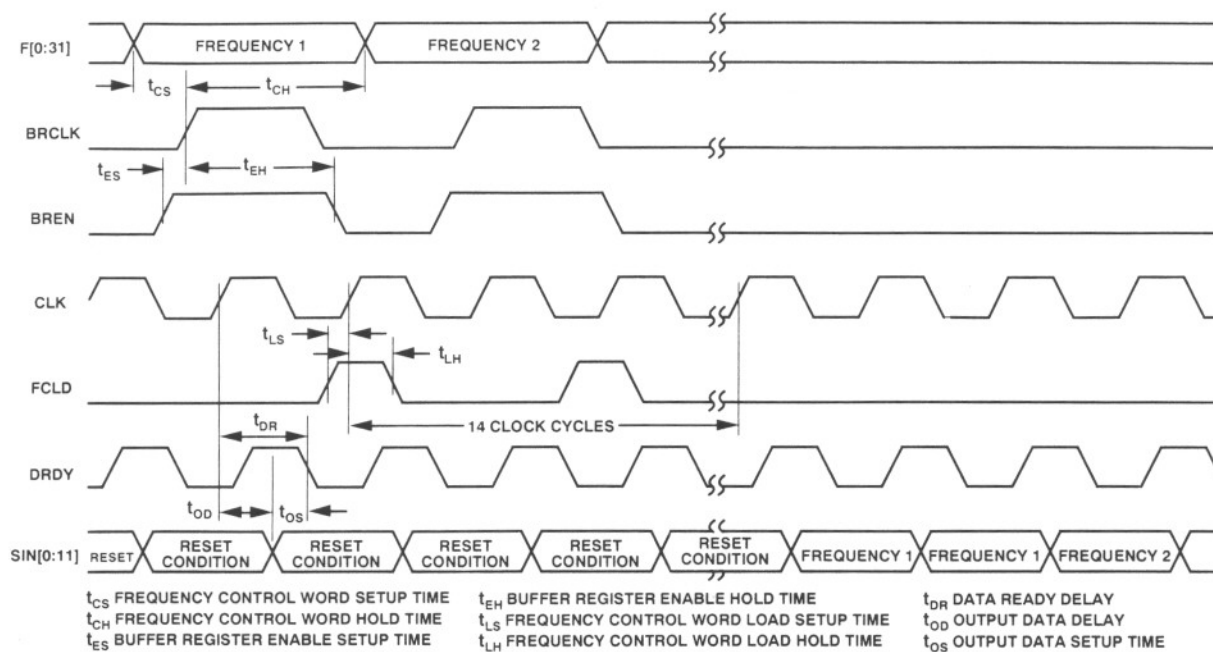 F[0:31] FREQUENCY 1 FREQUENCY 2
tCS tCH
BRCLK
tES tEH
BREN
CLK
tLS
tLH
FCLD
tDR 14 CLOCK CYCLES
DRDY
tOD tOS
SIN[0:11] RESET RESET CONDITION RESET CONDITION RESET CONDITION RESET CONDITION RESET CONDITION FREQUENCY 1 FREQUENCY 1 FREQUENCY 2
tCS FREQUENCY CONTROL WORD SETUP TIME
tCH FREQUENCY CONTROL WORD HOLD TIME
tES BUFFER REGISTER ENABLE SETUP TIME
tEH BUFFER REGISTER ENABLE HOLD TIME
tLS FREQUENCY CONTROL WORD LOAD SETUP TIME
tLH FREQUENCY CONTROL WORD LOAD HOLD TIME
tDR DATA READY DELAY
tOD OUTPUT DATA DELAY
tOS OUTPUT DATA SETUP TIME